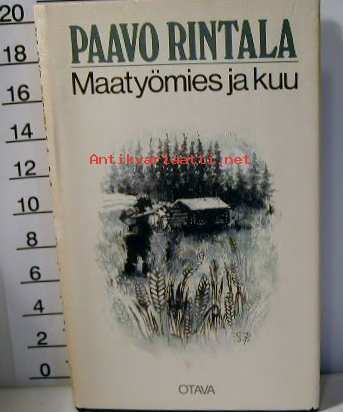 PAAVO RINTALA
Maatyömies ja kuu
Antikvariaatti.net
OTAVA
20
18
16
14
12
10
8
6
4
2
0